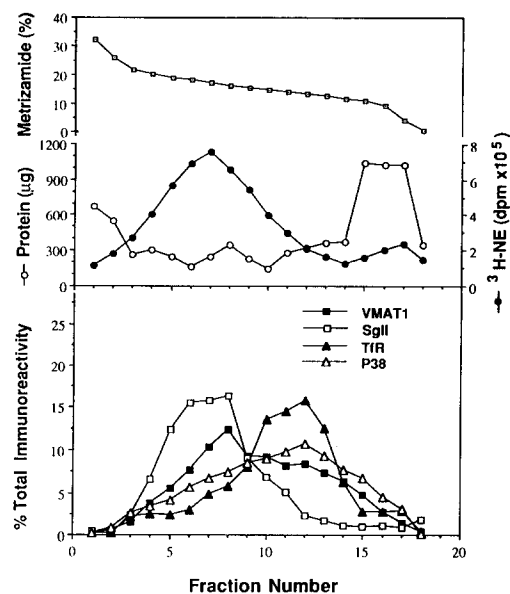 Metrizamide (%)
40
30
20
10
0
Protein (µg)
1200
900
600
300
0
8
6
4
2
0
³H-NE (dpm x10⁵)
% Total Immunoreactivity
25
20
15
10
5
0
VMAT1
SgII
TfR
P38
0 5 10 15 20
Fraction Number